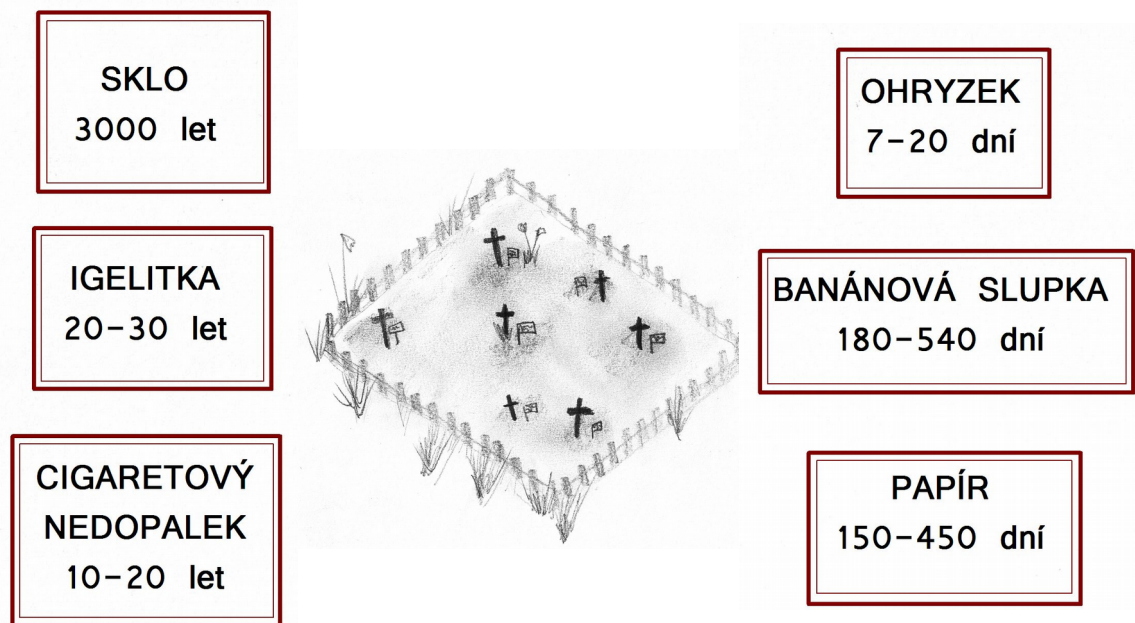 SKLO
3000 let
IGELITKA
20-30 let
CIGARETOVÝ
NEDOPALEK
10-20 let
OHRYZEK
7-20 dní
BANÁNOVÁ SLUPKA
180-540 dní
PAPÍR
150-450 dní